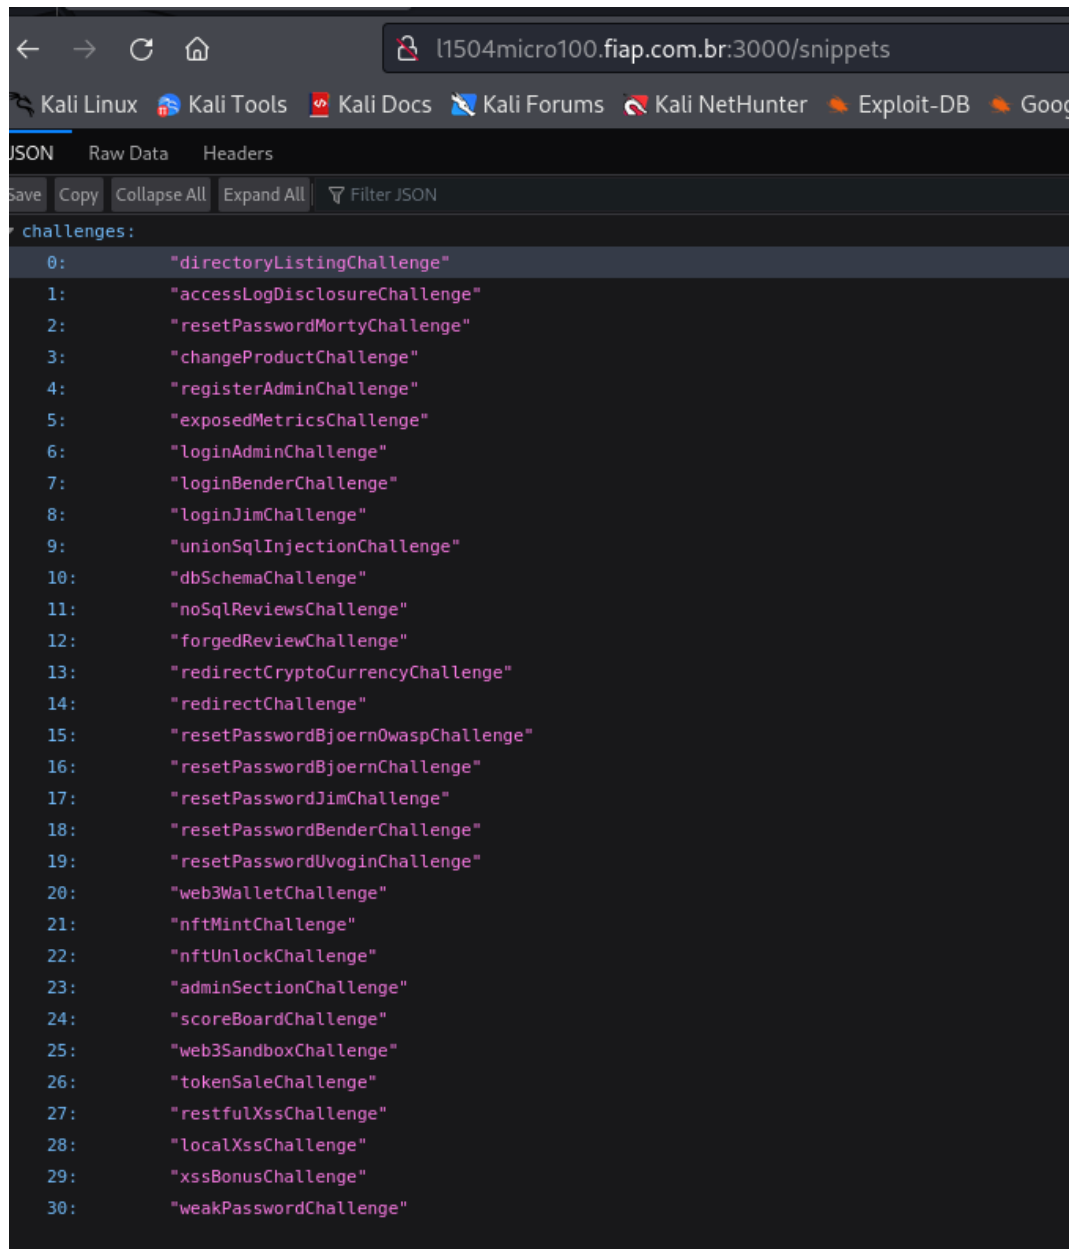 l1504micro100.fiap.com.br:3000/snippets
Kali Linux Kali Tools Kali Docs Kali Forums Kali NetHunter Exploit-DB Goog
JSON Raw Data Headers
Save Copy Collapse All Expand All Filter JSON
challenges:
0: "directoryListingChallenge"
1: "accessLogDisclosureChallenge"
2: "resetPasswordMortyChallenge"
3: "changeProductChallenge"
4: "registerAdminChallenge"
5: "exposedMetricsChallenge"
6: "loginAdminChallenge"
7: "loginBenderChallenge"
8: "loginJimChallenge"
9: "unionSqlInjectionChallenge"
10: "dbSchemaChallenge"
11: "noSqlReviewsChallenge"
12: "forgedReviewChallenge"
13: "redirectCryptoCurrencyChallenge"
14: "redirectChallenge"
15: "resetPasswordBjoernOwaspChallenge"
16: "resetPasswordBjoernChallenge"
17: "resetPasswordJimChallenge"
18: "resetPasswordBenderChallenge"
19: "resetPasswordUvoginChallenge"
20: "web3WalletChallenge"
21: "nftMintChallenge"
22: "nftUnlockChallenge"
23: "adminSectionChallenge"
24: "scoreBoardChallenge"
25: "web3SandboxChallenge"
26: "tokenSaleChallenge"
27: "restfulXssChallenge"
28: "localXssChallenge"
29: "xssBonusChallenge"
30: "weakPasswordChallenge"